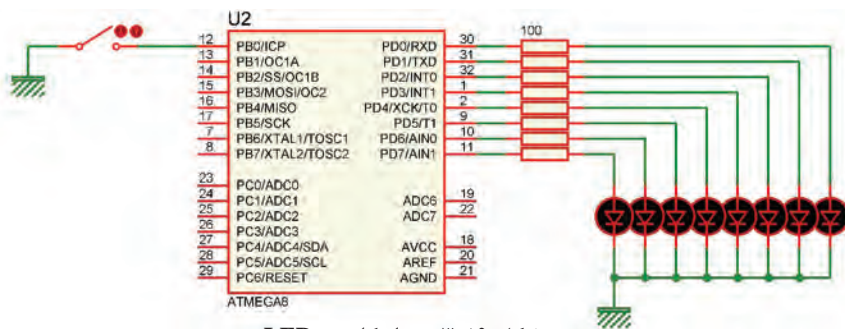 U2
100
12 PB0/ICP PD0/RXD 30
13 PB1/OC1A PD1/TXD 31
14 PB2/SS/OC1B PD2/INT0 32
15 PB3/MOSI/OC2 PD3/INT1 1
16 PB4/MISO PD4/XCK/T0 2
17 PB5/SCK PD5/T1 9
7 PB6/XTAL1/TOSC1 PD6/AIN0 10
8 PB7/XTAL2/TOSC2 PD7/AIN1 11
23 PC0/ADC0
24 PC1/ADC1 ADC6 19
25 PC2/ADC2 ADC7 22
26 PC3/ADC3
27 PC4/ADC4/SDA AVCC 18
28 PC5/ADC5/SCL AREF 20
29 PC6/RESET AGND 21
ATMEGA8